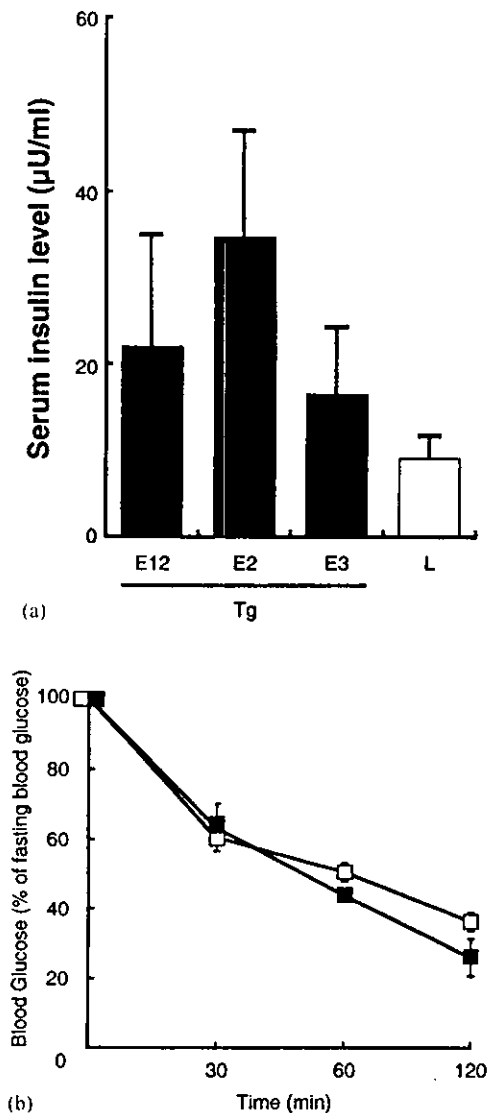 Serum insulin level (µU/ml)
60
40
20
0
E12 E2 E3 L
Tg
(a)
Blood Glucose (% of fasting blood glucose)
100
80
60
40
20
0
30 60 120
Time (min)
(b)